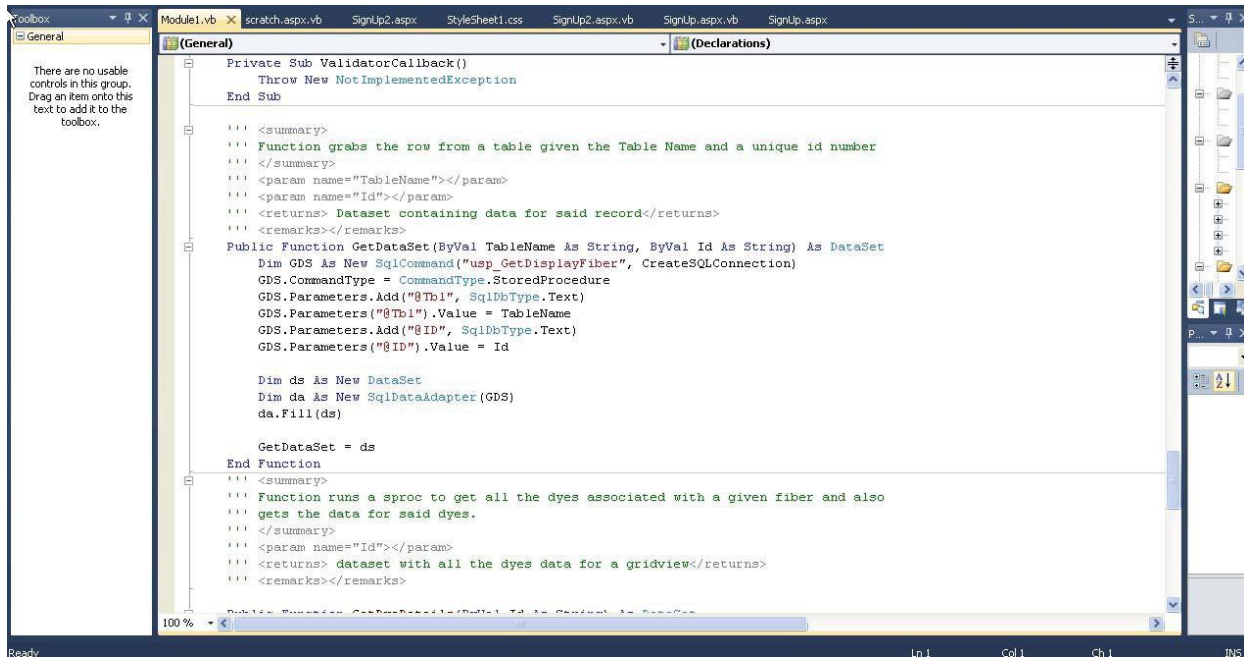 Toolbox
General
There are no usable
controls in this group.
Drag an item onto this
text to add it to the
toolbox.
Module1.vb scratch.aspx.vb SignUp2.aspx StyleSheet1.css SignUp2.aspx.vb SignUp.aspx.vb SignUp.aspx
(General) (Declarations)
Private Sub ValidatorCallback()
Throw New NotImplementedException
End Sub
''' <summary>
''' Function grabs the row from a table given the Table Name and a unique id number
''' </summary>
''' <param name="TableName"></param>
''' <param name="Id"></param>
''' <returns> Dataset containing data for said record</returns>
''' <remarks></remarks>
Public Function GetDataSet(ByVal TableName As String, ByVal Id As String) As DataSet
Dim GDS As New SqlCommand("usp_GetDisplayFiber", CreateSQLConnection)
GDS.CommandType = CommandType.StoredProcedure
GDS.Parameters.Add("@Tbl", SqlDbType.Text)
GDS.Parameters("@Tbl").Value = TableName
GDS.Parameters.Add("@ID", SqlDbType.Text)
GDS.Parameters("@ID").Value = Id
Dim ds As New DataSet
Dim da As New SqlDataAdapter(GDS)
da.Fill(ds)
GetDataSet = ds
End Function
''' <summary>
''' Function runs a sproc to get all the dyes associated with a given fiber and also
''' gets the data for said dyes.
''' </summary>
''' <param name="Id"></param>
''' <returns> dataset with all the dyes data for a gridview</returns>
''' <remarks></remarks>
Public Function GetDyeDetails(ByVal Id As String) As DataSet
100 %
S...
P...
Ready Ln 1 Col 1 Ch 1 INS